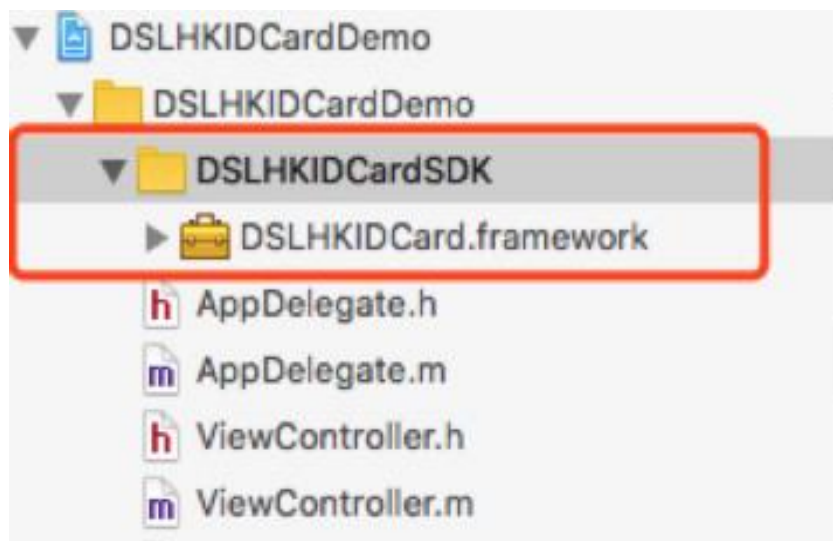 DSLHKIDCardDemo
DSLHKIDCardDemo
DSLHKIDCardSDK
DSLHKIDCard.framework
h AppDelegate.h
m AppDelegate.m
h ViewController.h
m ViewController.m